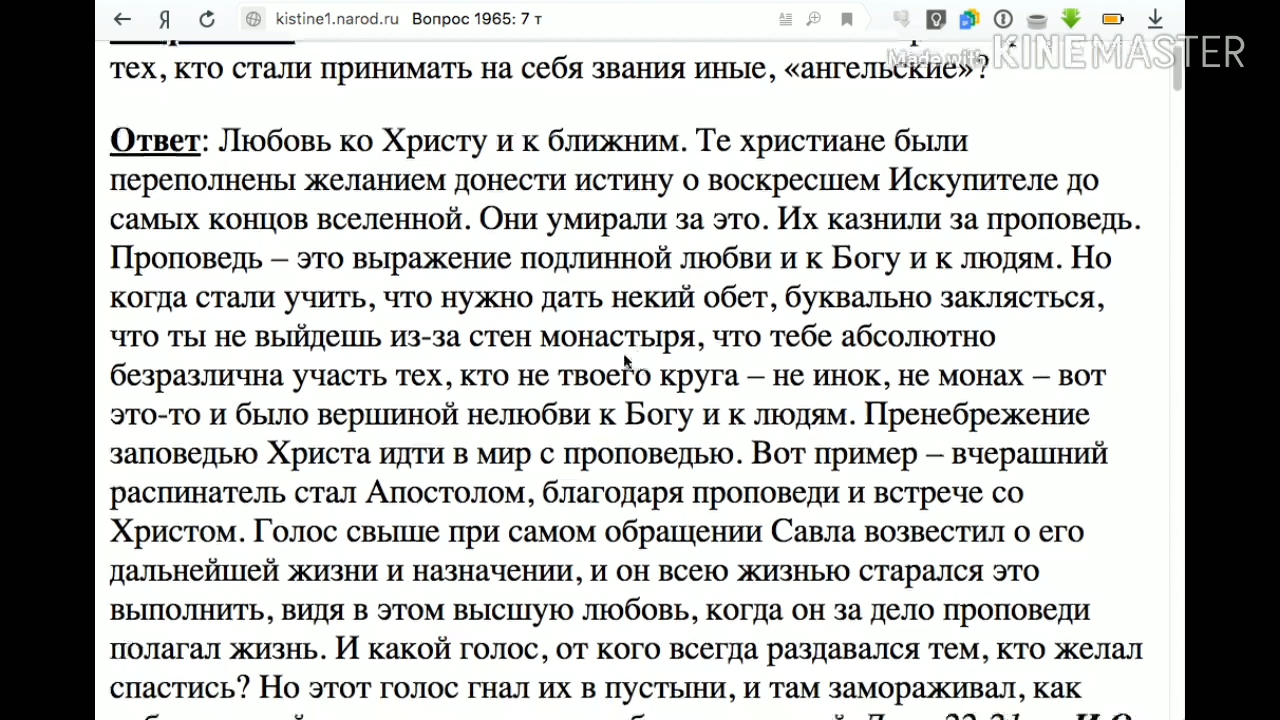 kistine1.narod.ru Вопрос 1965: 7 т
Made with KINEMASTER
тех, кто стали принимать на себя звания иные, «ангельские»?
Ответ: Любовь ко Христу и к ближним. Те христиане были
переполнены желанием донести истину о воскресшем Искупителе до
самых концов вселенной. Они умирали за это. Их казнили за проповедь.
Проповедь – это выражение подлинной любви и к Богу и к людям. Но
когда стали учить, что нужно дать некий обет, буквально заклясться,
что ты не выйдешь из-за стен монастыря, что тебе абсолютно
безразлична участь тех, кто не твоего круга – не инок, не монах – вот
это-то и было вершиной нелюбви к Богу и к людям. Пренебрежение
заповедью Христа идти в мир с проповедью. Вот пример – вчерашний
распинатель стал Апостолом, благодаря проповеди и встрече со
Христом. Голос свыше при самом обращении Савла возвестил о его
дальнейшей жизни и назначении, и он всею жизнью старался это
выполнить, видя в этом высшую любовь, когда он за дело проповеди
полагал жизнь. И какой голос, от кого всегда раздавался тем, кто желал
спастись? Но этот голос гнал их в пустыни, и там замораживал, как